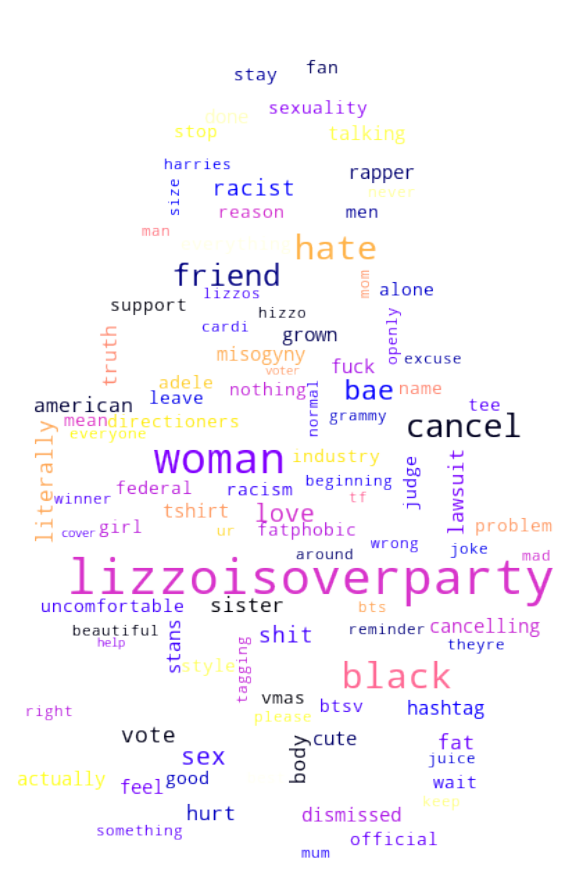 fan
stay
sexuality
done
stop
talking
harries
rapper
size
racist
never
reason
men
man
hate
friend
mom
alone
lizzos
support
hizzo
cardi
grown
openly
truth
misogyny
excuse
voter
fuck
adele
nothing
bae
name
american
leave
normal
tee
mean
directioners
grammy
cancel
everyone
literally
woman
industry
judge
lawsuit
beginning
federal
racism
winner
tf
tshirt
love
problem
cover
girl
ur
fatphobic
wrong
around
joke
mad
lizzoisoverparty
uncomfortable
sister
bts
beautiful
stans
shit
reminder
cancelling
help
theyre
style
tagging
black
vmas
right
please
btsv
hashtag
vote
body
cute
fat
sex
juice
actually
feel
good
wait
keep
hurt
dismissed
something
official
mum